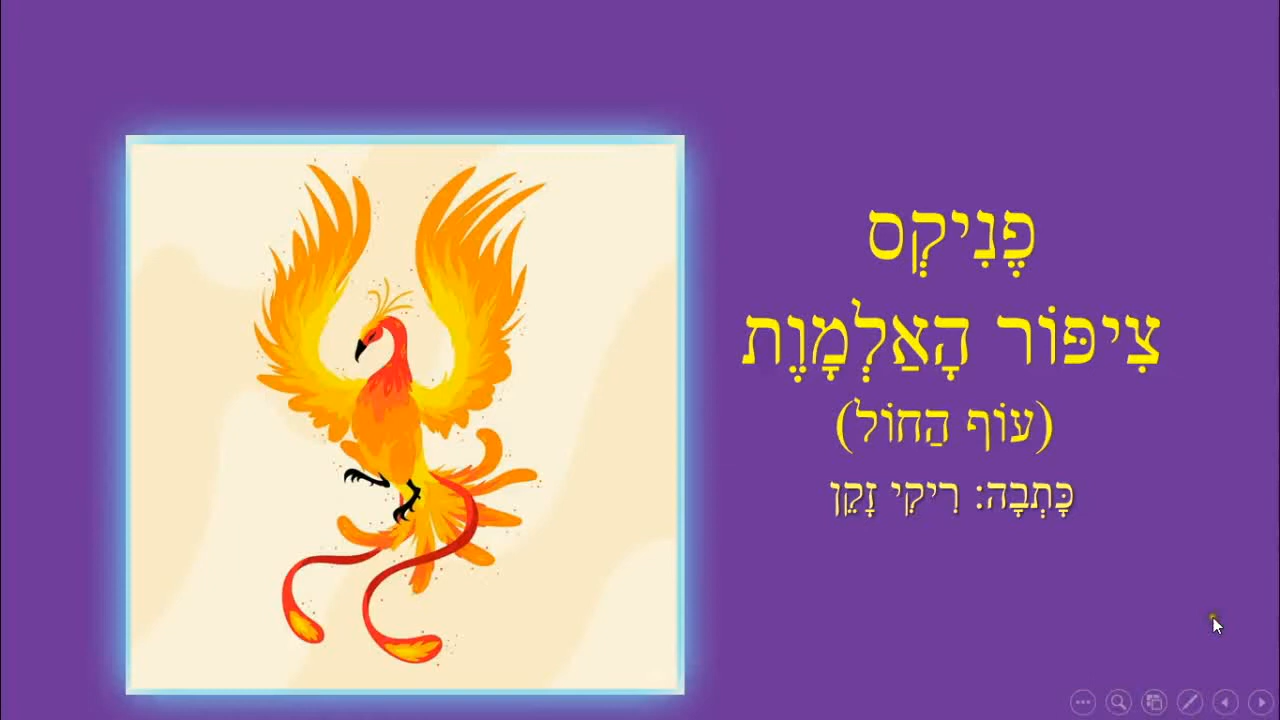 פֶנִיקְס
צִיפּוֹר הָאַלְמָוֶת
(עוֹף הַחוֹל)
כָּתְבָה: רִיקִי זָקֵן